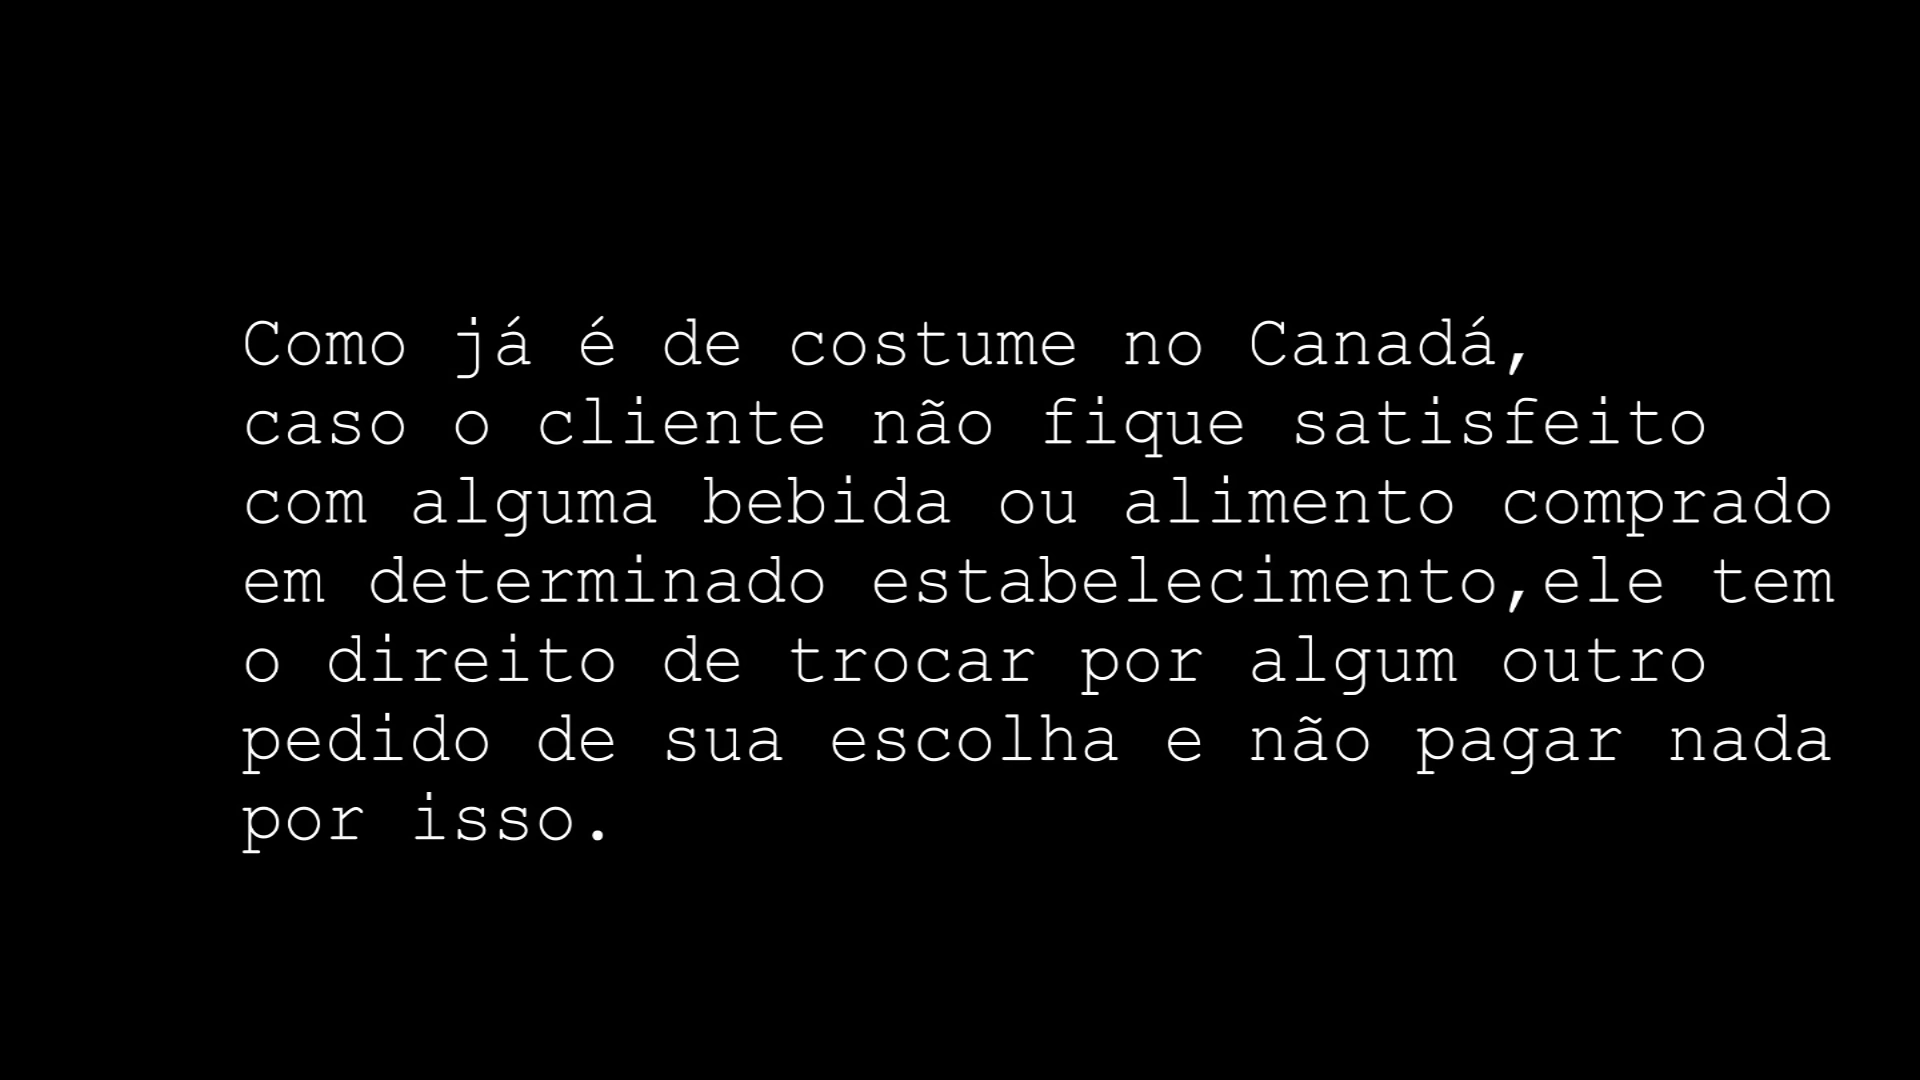 Como já é de costume no Canadá,
caso o cliente não fique satisfeito
com alguma bebida ou alimento comprado
em determinado estabelecimento,ele tem
o direito de trocar por algum outro
pedido de sua escolha e não pagar nada
por isso.